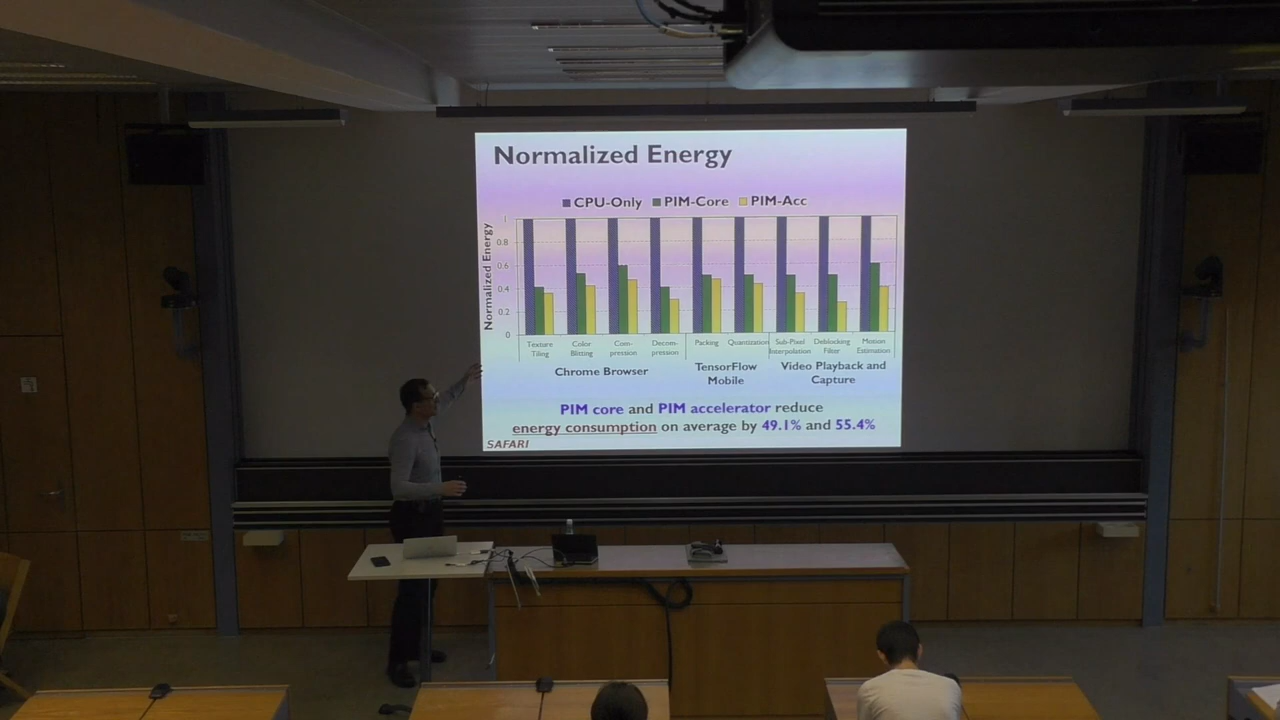 Normalized Energy
CPU-Only PIM-Core PIM-Acc
Normalized Energy
1
0.8
0.6
0.4
0.2
0
Texture Tiling
Color Blitting
Com-pression
Decom-pression
Packing
Quantization
Sub-Pixel Interpolation
Deblocking Filter
Motion Estimation
Chrome Browser
TensorFlow Mobile
Video Playback and Capture
PIM core and PIM accelerator reduce
energy consumption on average by 49.1% and 55.4%
SAFARI